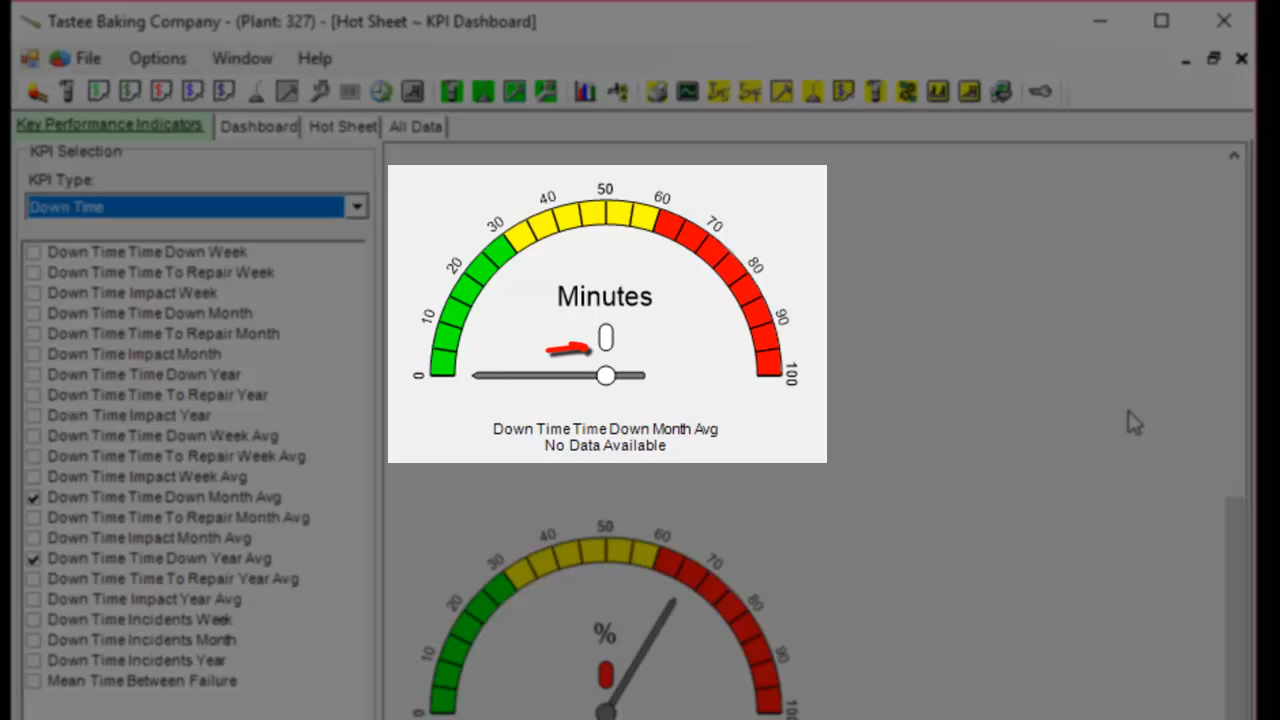 Tastee Baking Company - (Plant: 327) - [Hot Sheet ~ KPI Dashboard]
File Options Window Help
Key Performance Indicators Dashboard Hot Sheet All Data
KPI Selection
KPI Type:
Down Time
Down Time Time Down Week
Down Time Time To Repair Week
Down Time Impact Week
Down Time Time Down Month
Down Time Time To Repair Month
Down Time Impact Month
Down Time Time Down Year
Down Time Time To Repair Year
Down Time Impact Year
Down Time Time Down Week Avg
Down Time Time To Repair Week Avg
Down Time Impact Week Avg
Down Time Time Down Month Avg
Down Time Time To Repair Month Avg
Down Time Impact Month Avg
Down Time Time Down Year Avg
Down Time Time To Repair Year Avg
Down Time Impact Year Avg
Down Time Incidents Week
Down Time Incidents Month
Down Time Incidents Year
Mean Time Between Failure
0 10 20 30 40 50 60 70 80 90 100
Minutes
Down Time Time Down Month Avg
No Data Available
0 10 20 30 40 50 60 70 80 90 100
%